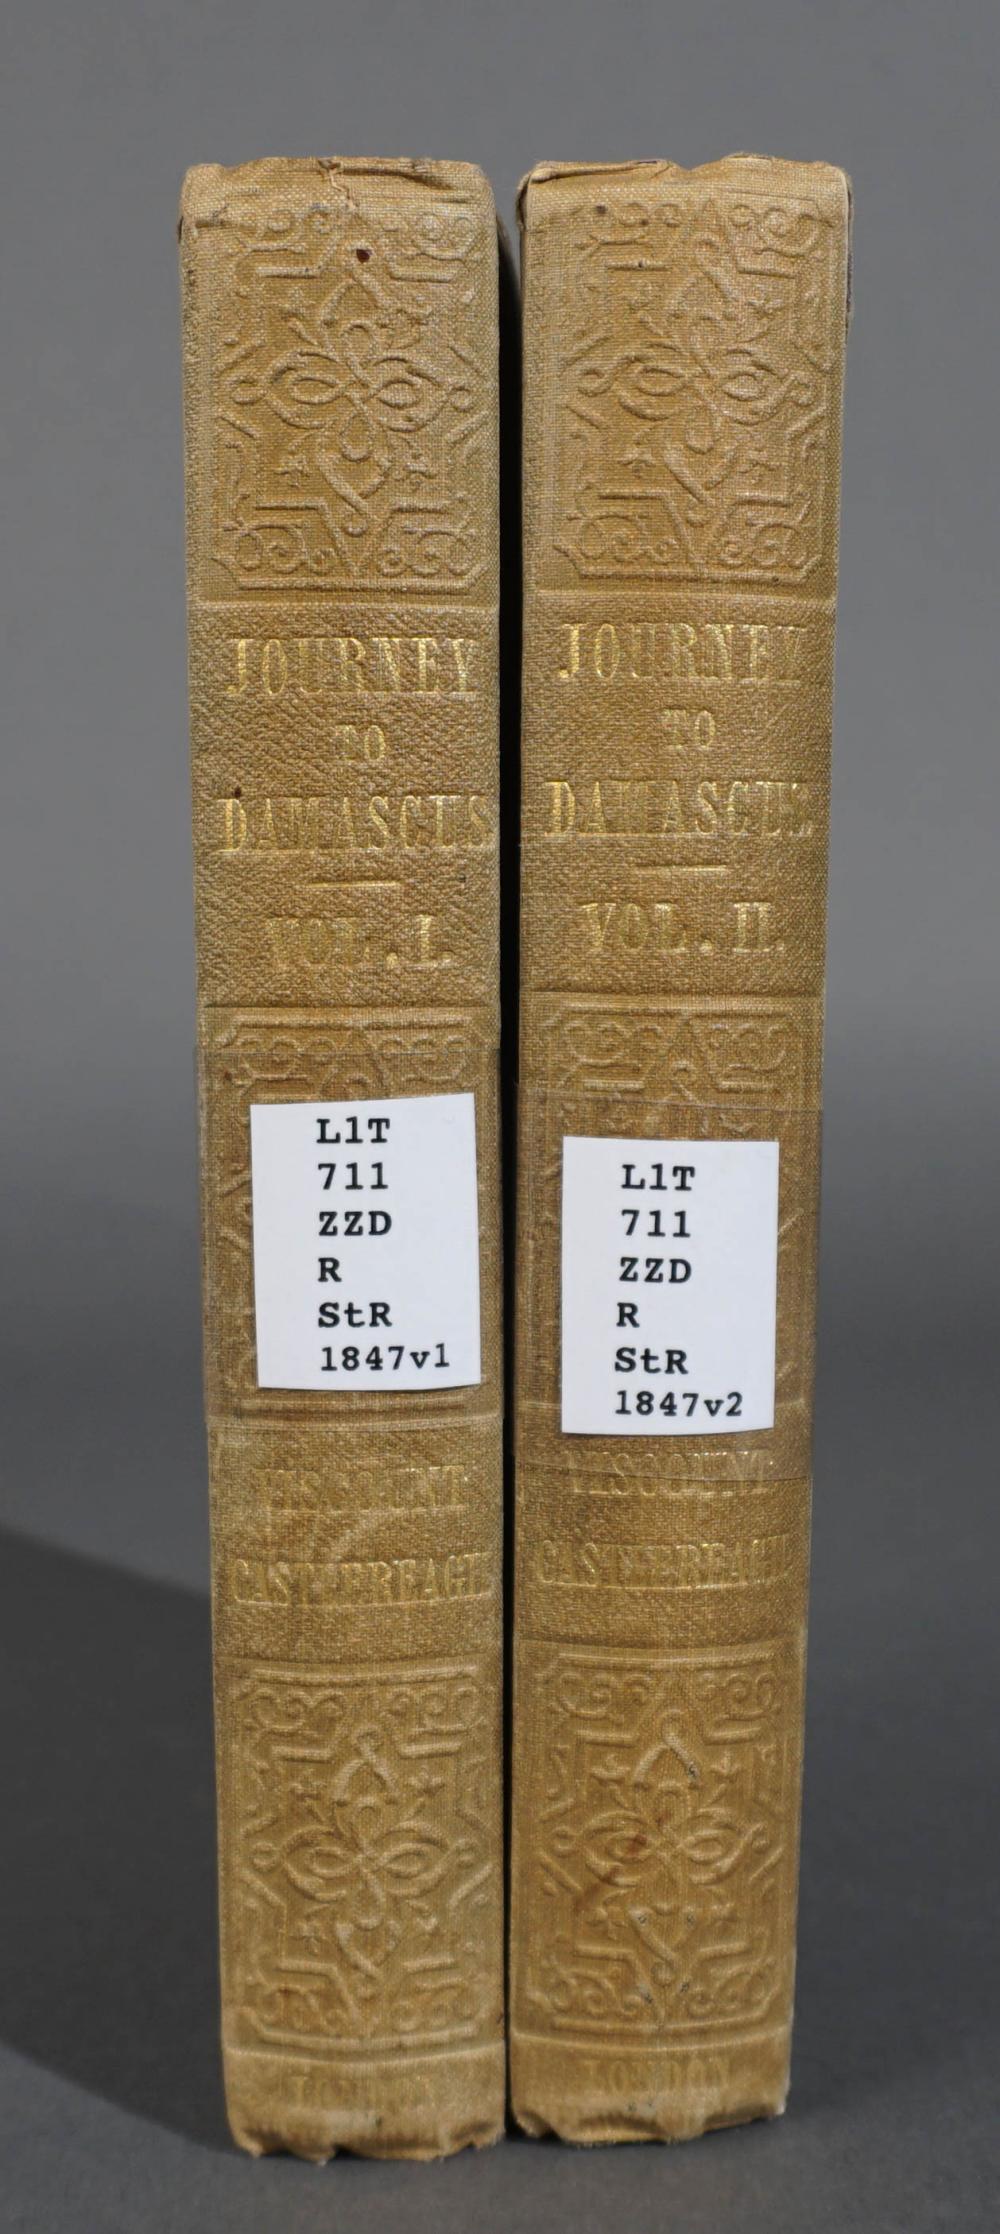 JOURNEY
TO
DAMASCUS
VOL. I.
L1T
711
ZZD
R
StR
1847v1
VISCOUNT
CASTLEREAGH
LONDON
JOURNEY
TO
DAMASCUS
VOL. II.
L1T
711
ZZD
R
StR
1847v2
VISCOUNT
CASTLEREAGH
LONDON